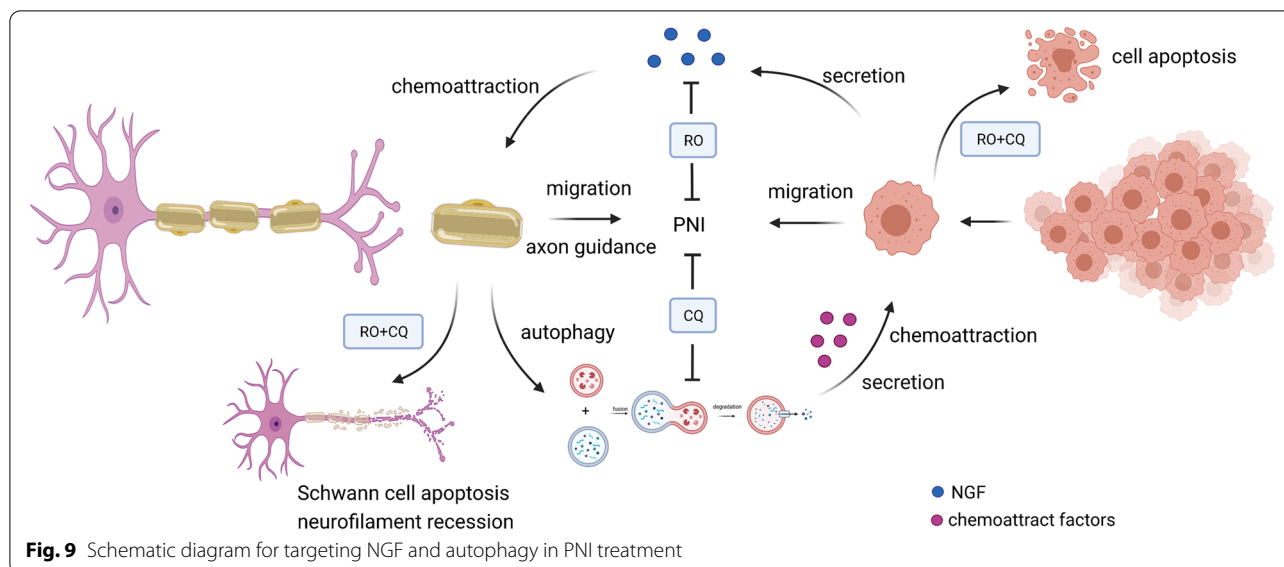 chemoattraction
secretion
cell apoptosis
RO
RO+CQ
migration
axon guidance
PNI
migration
RO+CQ
autophagy
CQ
chemoattraction
secretion
+
fusion
degradation
Schwann cell apoptosis
neurofilament recession
NGF
chemoattract factors
Fig. 9 Schematic diagram for targeting NGF and autophagy in PNI treatment